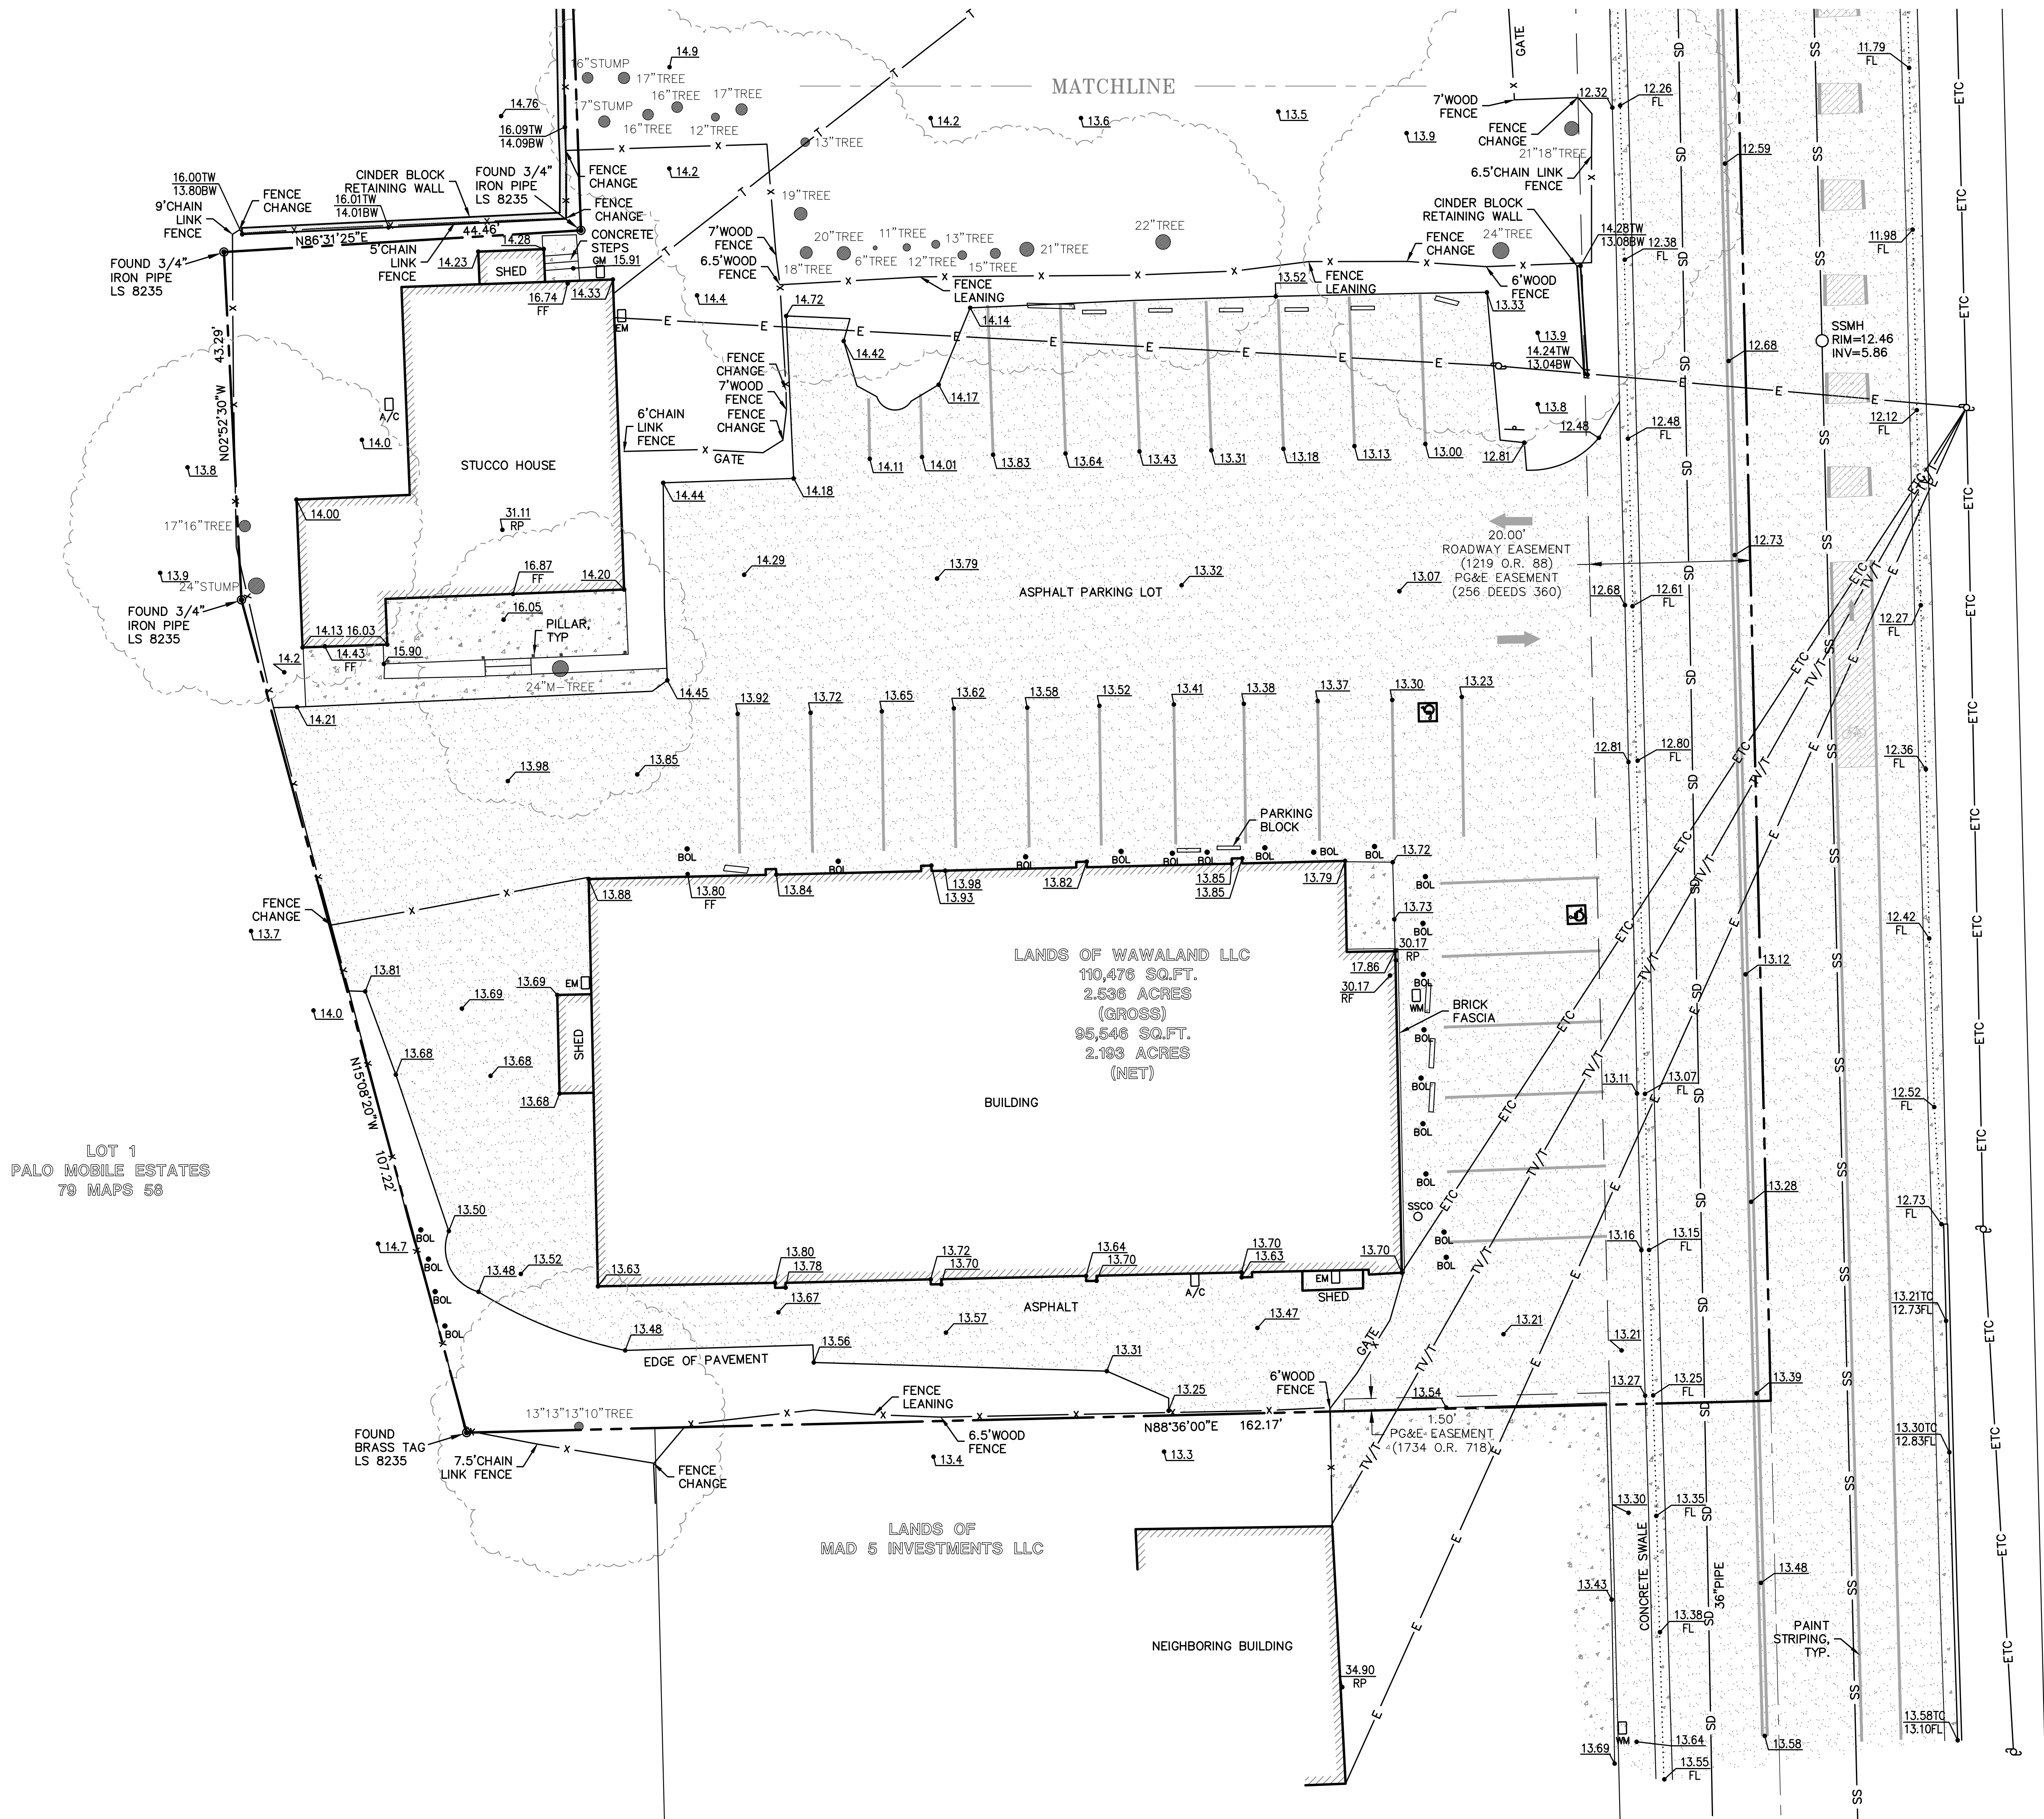 MATCHLINE
16"STUMP
17"TREE
14.9
17"STUMP
16"TREE
16"TREE
17"TREE
12"TREE
13"TREE
14.76
16.09TW
14.09BW
14.2
13.6
13.5
13.9
GATE
7'WOOD
FENCE
12.32
12.26
FL
FENCE
CHANGE
21"18"TREE
6.5'CHAIN LINK
FENCE
SD
SS
11.79
FL
ETC
12.59
16.00TW
13.80BW
9'CHAIN
LINK
FENCE
FENCE
CHANGE
CINDER BLOCK
RETAINING WALL
16.01TW
14.01BW
FOUND 3/4"
IRON PIPE
LS 8235
FENCE
CHANGE
FENCE
CHANGE
14.2
N86°31'25"E
44.46'
5'CHAIN
LINK
FENCE
14.28
CONCRETE
STEPS
GM 15.91
14.23
SHED
16.74
FF
14.33
EM
FOUND 3/4"
IRON PIPE
LS 8235
19"TREE
20"TREE
18"TREE
6"TREE
11"TREE
12"TREE
13"TREE
15"TREE
21"TREE
22"TREE
24"TREE
7'WOOD
FENCE
6.5'WOOD
FENCE
FENCE
LEANING
FENCE
LEANING
FENCE
CHANGE
CINDER BLOCK
RETAINING WALL
14.28TW
13.08BW
12.38
FL
11.98
FL
6'WOOD
FENCE
14.4
14.72
14.14
13.52
13.33
13.9
14.24TW
13.04BW
12.68
SSMH
RIM=12.46
INV=5.86
14.42
14.17
FENCE
CHANGE
7'WOOD
FENCE
FENCE
CHANGE
6'CHAIN
LINK
FENCE
GATE
N02°52'30"W
43.29'
A/C
14.0
13.8
STUCCO HOUSE
14.11
14.01
13.83
13.64
13.43
13.31
13.18
13.13
13.00
12.81
13.8
12.48
12.48
FL
12.12
FL
14.44
14.18
14.00
17"16"TREE
31.11
RP
13.9
24"STUMP
16.87
FF
14.20
FOUND 3/4"
IRON PIPE
LS 8235
16.05
PILLAR,
TYP
14.13
16.03
14.43
FF
15.90
14.2
24"M-TREE
14.45
14.21
14.29
13.79
13.32
13.07
ASPHALT PARKING LOT
20.00'
ROADWAY EASEMENT
(1219 O.R. 88)
PG&E EASEMENT
(256 DEEDS 360)
12.73
12.68
12.61
FL
12.27
FL
13.92
13.72
13.65
13.62
13.58
13.52
13.41
13.38
13.37
13.30
13.23
12.81
12.80
FL
12.36
FL
13.98
13.85
PARKING
BLOCK
BOL
BOL
BOL
BOL
BOL
BOL
BOL
BOL
BOL
13.72
13.88
13.80
FF
13.84
13.98
13.93
13.82
13.85
13.85
13.79
BOL
13.73
BOL
FENCE
CHANGE
13.7
30.17
RP
17.86
30.17
RF
BOL
WM
BRICK
FASCIA
12.42
FL
13.12
LANDS OF WAWALAND LLC
110,476 SQ.FT.
2.536 ACRES
(GROSS)
95,546 SQ.FT.
2.193 ACRES
(NET)
13.81
EM
13.69
13.69
14.0
SHED
13.68
13.68
13.68
BUILDING
BOL
BOL
BOL
BOL
SSCO
BOL
BOL
13.11
13.07
FL
12.52
FL
N15°08'20"W
107.22'
LOT 1
PALO MOBILE ESTATES
79 MAPS 58
13.28
12.73
FL
13.50
14.7
BOL
BOL
BOL
BOL
13.52
13.48
13.63
13.80
13.78
13.72
13.70
13.64
13.70
13.70
13.63
13.70
EM
A/C
SHED
13.16
13.15
FL
13.21TC
12.73FL
13.67
13.57
ASPHALT
13.47
13.21
13.21
GATE
13.48
13.56
EDGE OF PAVEMENT
13.31
13.25
6'WOOD
FENCE
13.54
13.27
13.25
FL
13.39
13"13"13"10"TREE
FENCE
LEANING
N88°36'00"E
162.17'
1.50'
PG&E EASEMENT
(1734 O.R. 718)
13.30TC
12.83FL
FOUND
BRASS TAG
LS 8235
7.5'CHAIN
LINK FENCE
6.5'WOOD
FENCE
13.4
13.3
FENCE
CHANGE
LANDS OF
MAD 5 INVESTMENTS LLC
13.30
13.35
FL
CONCRETE SWALE
36"PIPE
13.43
13.48
13.38
FL
NEIGHBORING BUILDING
34.90
RP
PAINT
STRIPING,
TYP.
13.58TC
13.10FL
WM
13.64
13.69
13.58
13.55
FL